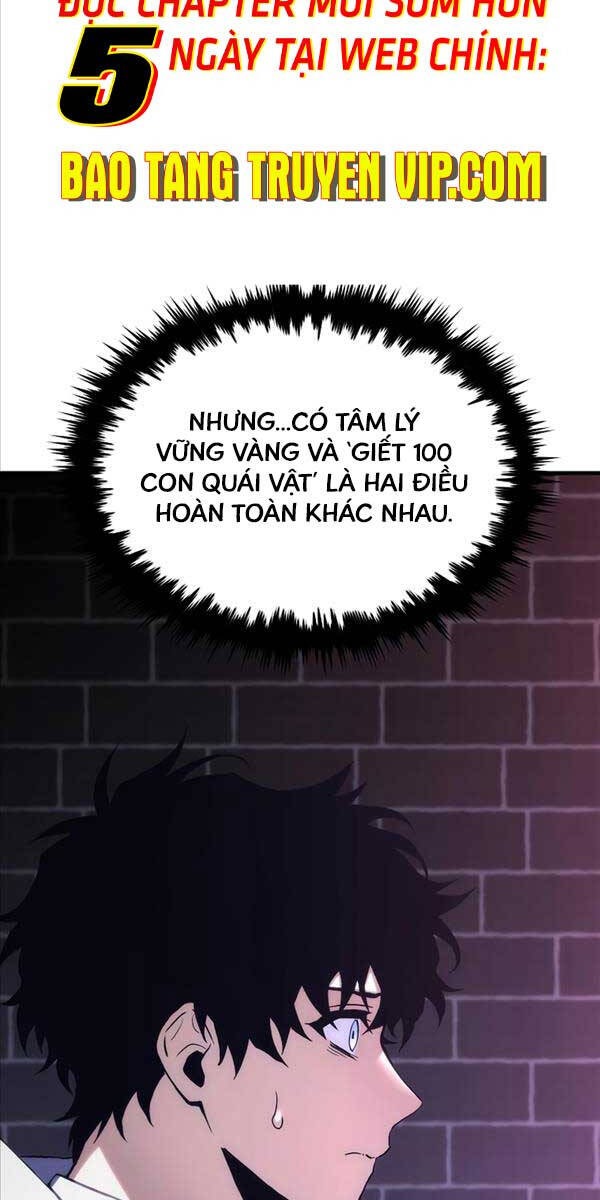 ĐỌC CHAPTER MỚI SỚM HƠN
5 NGÀY TẠI WEB CHÍNH:
BAO TANG TRUYEN VIP.COM
NHƯNG...CÓ TÂM LÝ
VỮNG VÀNG VÀ 'GIẾT 100
CON QUÁI VẬT' LÀ HAI ĐIỀU
HOÀN TOÀN KHÁC NHAU.